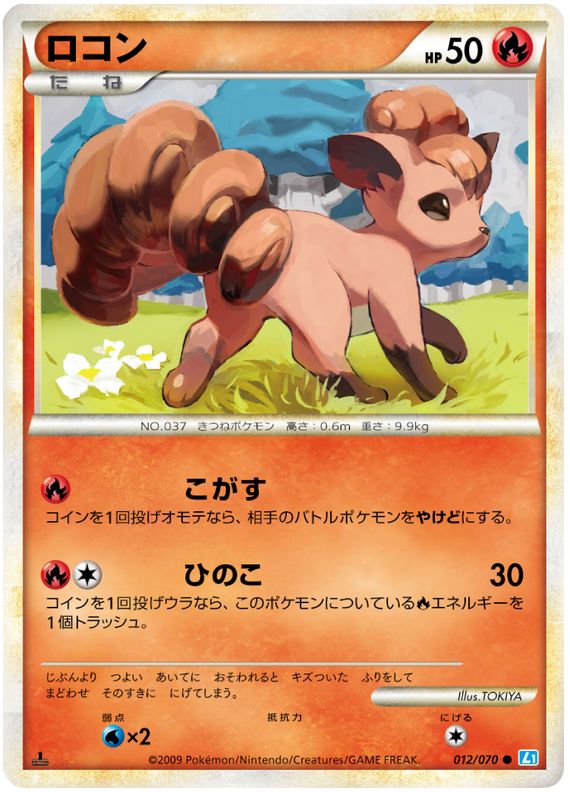 ロコン
HP 50
たね
NO.037 きつねポケモン 高さ:0.6m 重さ:9.9kg
こがす
コインを1回投げオモテなら、相手のバトルポケモンをやけどにする。
ひのこ 30
コインを1回投げウラなら、このポケモンについているエネルギーを
1個トラッシュ。
じぶんより つよい あいてに おそわれると キズついた ふりをして
まどわせ そのすきに にげてしまう。
Illus.TOKIYA
弱点 抵抗力 にげる
×2
1 EDITION ©2009 Pokémon/Nintendo/Creatures/GAME FREAK. 012/070 L1